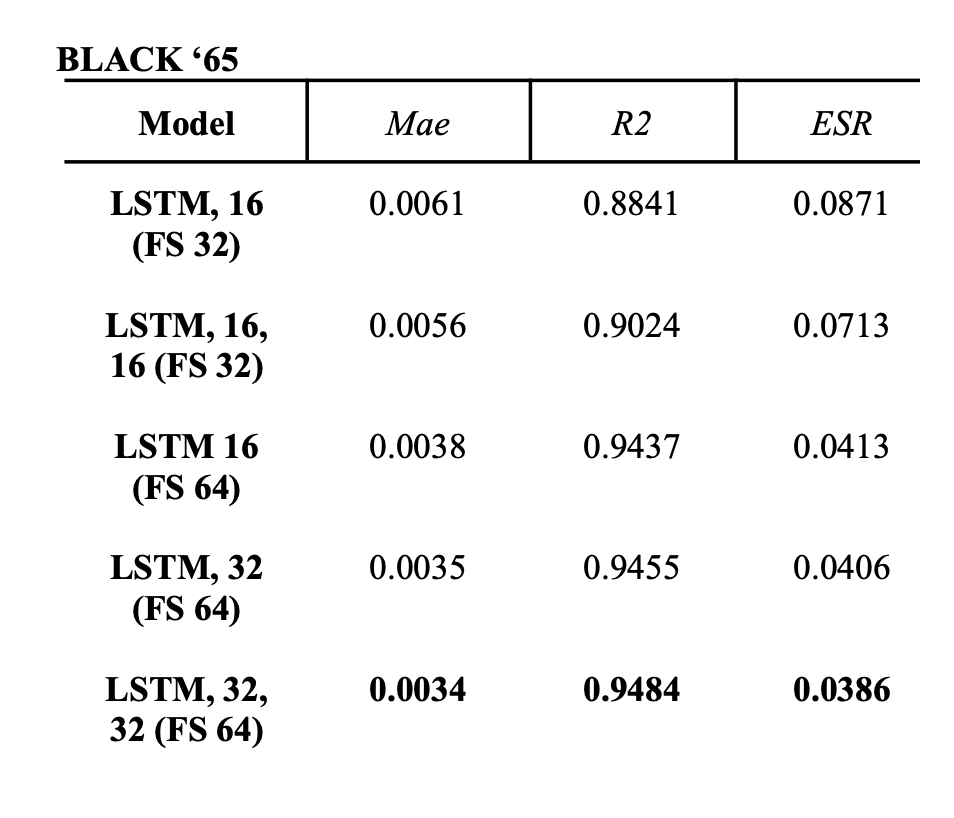 BLACK ‘65
Model Mae R2 ESR
LSTM, 16 0.0061 0.8841 0.0871
(FS 32)
LSTM, 16, 0.0056 0.9024 0.0713
16 (FS 32)
LSTM 16 0.0038 0.9437 0.0413
(FS 64)
LSTM, 32 0.0035 0.9455 0.0406
(FS 64)
LSTM, 32, 0.0034 0.9484 0.0386
32 (FS 64)